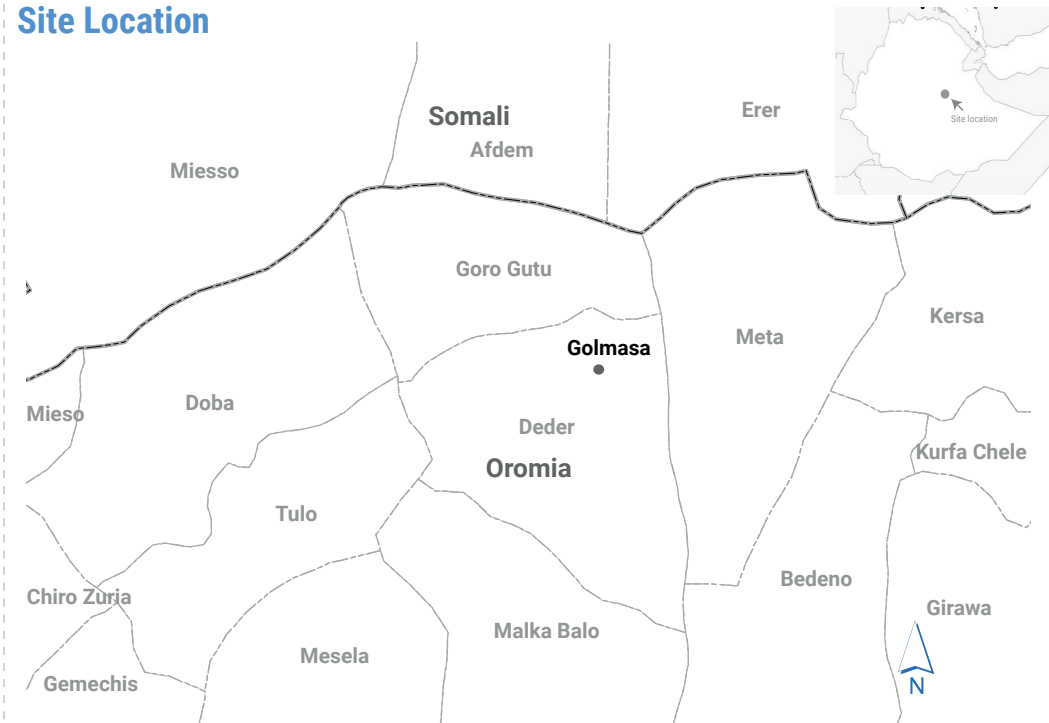 Site Location
Somali
Afdem
Erer
Site location
Miesso
Goro Gutu
Kersa
Meta
Golmasa
Mieso
Doba
Deder
Kurfa Chele
Oromia
Tulo
Bedeno
Chiro Zuria
Girawa
Malka Balo
Mesela
Gemechis
N